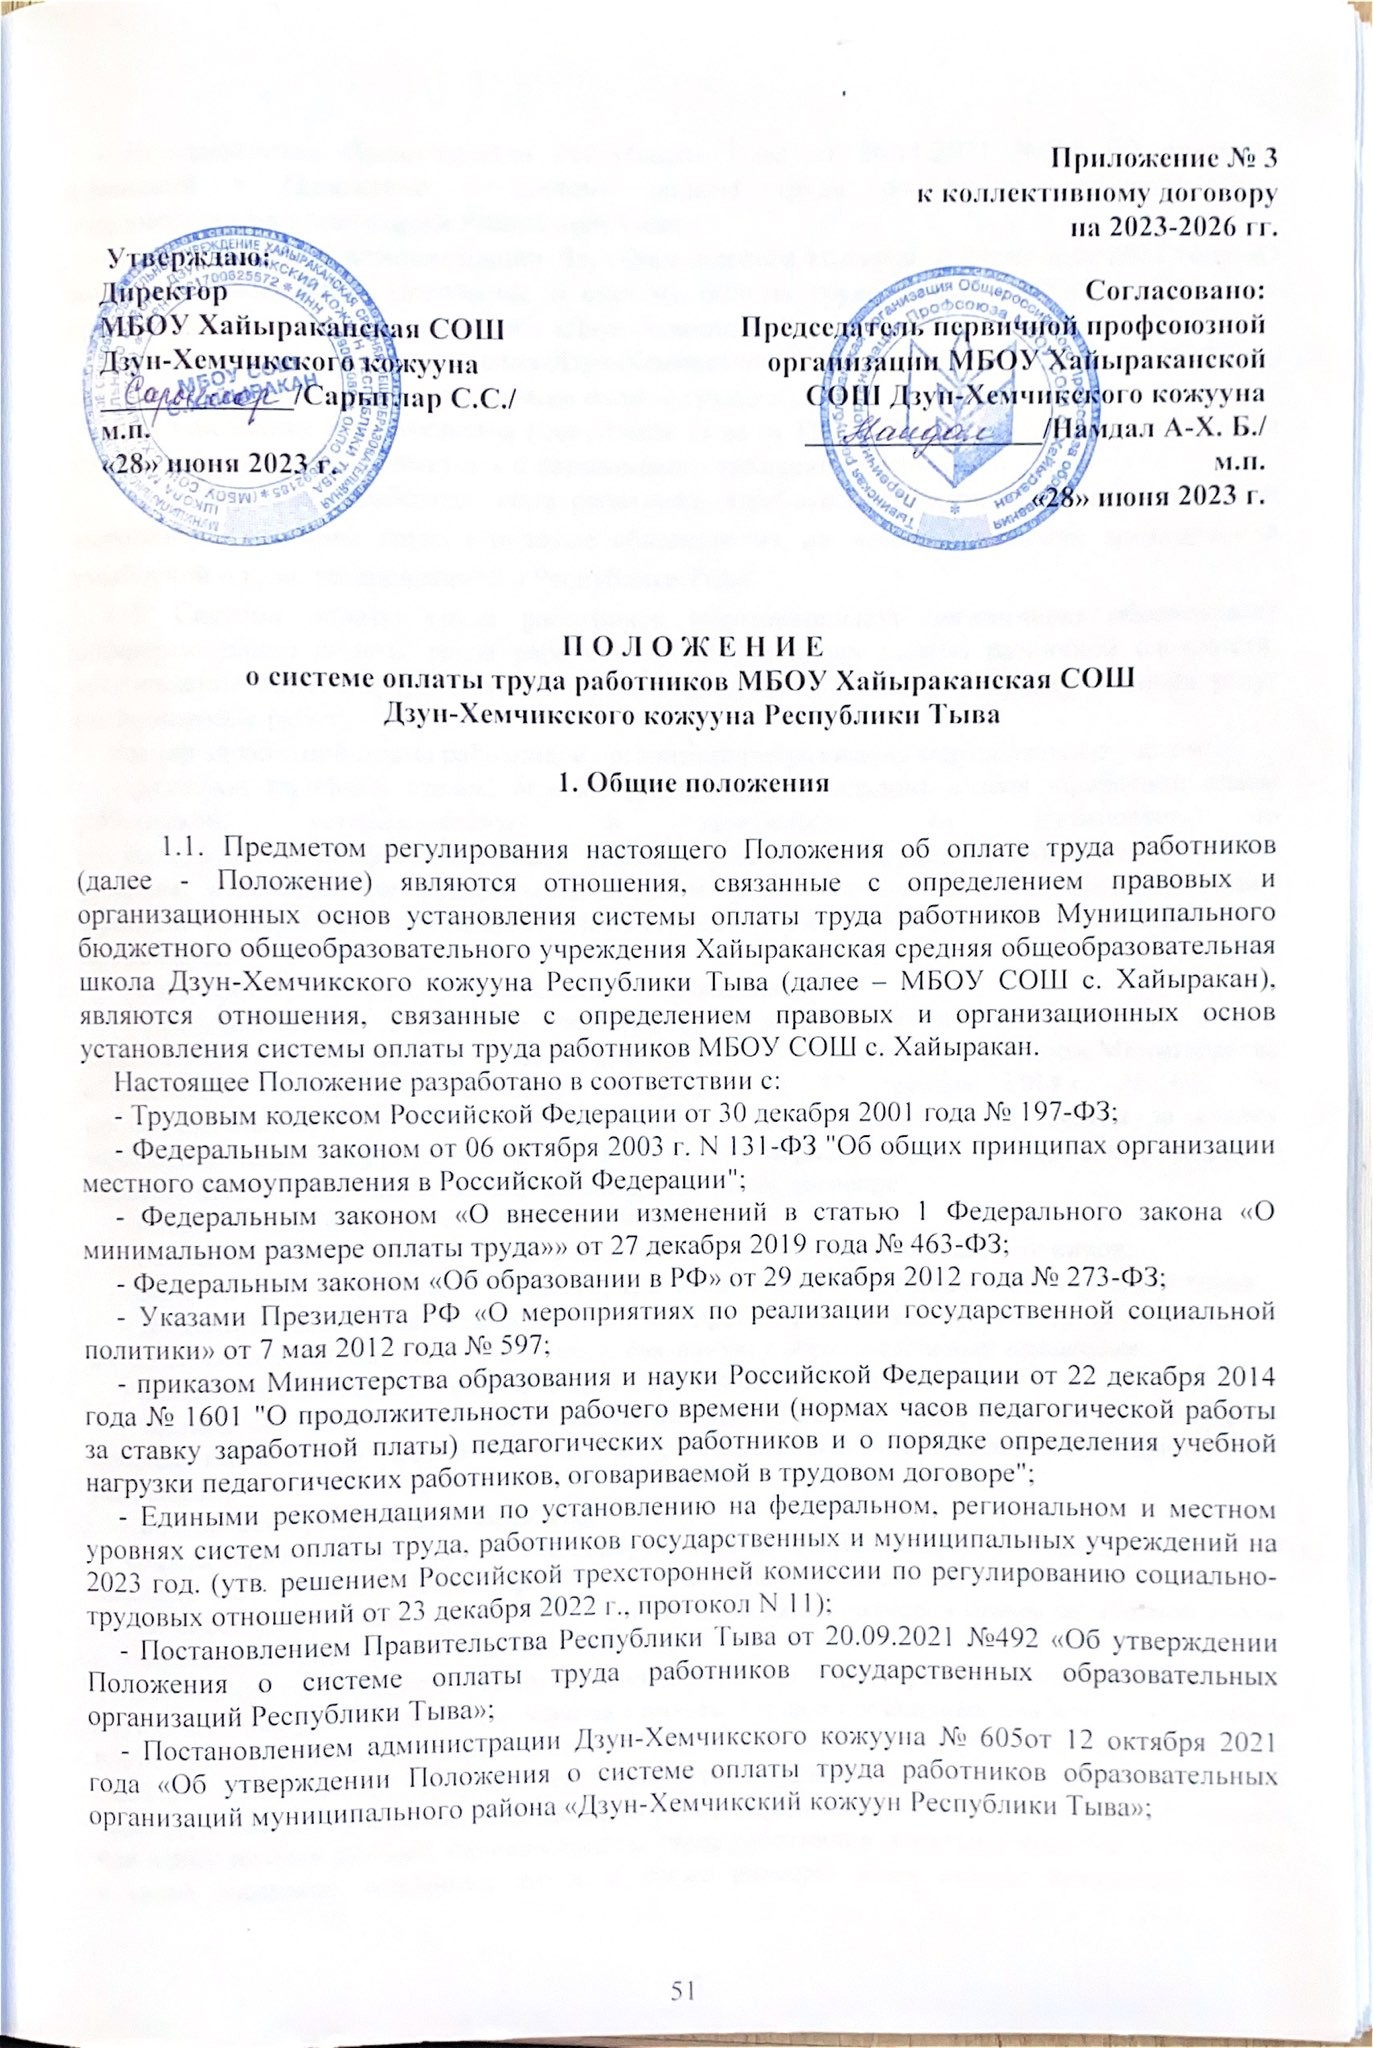 Приложение № 3
к коллективному договору
на 2023-2026 гг.
Утверждаю:
Директор
МБОУ Хайыраканская СОШ
Дзун-Хемчикского кожууна
/Сарыглар С.С./
м.п.
«28» июня 2023 г.
Согласовано:
Председатель первичной профсоюзной
организации МБОУ Хайыраканской
СОШ Дзун-Хемчикского кожууна
/Намдал А-Х. Б./
м.п.
«28» июня 2023 г.
П О Л О Ж Е Н И Е
о системе оплаты труда работников МБОУ Хайыраканская СОШ
Дзун-Хемчикского кожууна Республики Тыва
1. Общие положения
1.1. Предметом регулирования настоящего Положения об оплате труда работников
(далее - Положение) являются отношения, связанные с определением правовых и
организационных основ установления системы оплаты труда работников Муниципального
бюджетного общеобразовательного учреждения Хайыраканская средняя общеобразовательная
школа Дзун-Хемчикского кожууна Республики Тыва (далее – МБОУ СОШ с. Хайыракан),
являются отношения, связанные с определением правовых и организационных основ
установления системы оплаты труда работников МБОУ СОШ с. Хайыракан.
Настоящее Положение разработано в соответствии с:
- Трудовым кодексом Российской Федерации от 30 декабря 2001 года № 197-ФЗ;
- Федеральным законом от 06 октября 2003 г. N 131-ФЗ "Об общих принципах организации
местного самоуправления в Российской Федерации";
- Федеральным законом «О внесении изменений в статью 1 Федерального закона «О
минимальном размере оплаты труда»» от 27 декабря 2019 года № 463-ФЗ;
- Федеральным законом «Об образовании в РФ» от 29 декабря 2012 года № 273-ФЗ;
- Указами Президента РФ «О мероприятиях по реализации государственной социальной
политики» от 7 мая 2012 года № 597;
- приказом Министерства образования и науки Российской Федерации от 22 декабря 2014
года № 1601 "О продолжительности рабочего времени (нормах часов педагогической работы
за ставку заработной платы) педагогических работников и о порядке определения учебной
нагрузки педагогических работников, оговариваемой в трудовом договоре";
- Едиными рекомендациями по установлению на федеральном, региональном и местном
уровнях систем оплаты труда, работников государственных и муниципальных учреждений на
2023 год. (утв. решением Российской трехсторонней комиссии по регулированию социально-
трудовых отношений от 23 декабря 2022 г., протокол N 11);
- Постановлением Правительства Республики Тыва от 20.09.2021 №492 «Об утверждении
Положения о системе оплаты труда работников государственных образовательных
организаций Республики Тыва»;
- Постановлением администрации Дзун-Хемчикского кожууна № 605от 12 октября 2021
года «Об утверждении Положения о системе оплаты труда работников образовательных
организаций муниципального района «Дзун-Хемчикский кожуун Республики Тыва»;
51